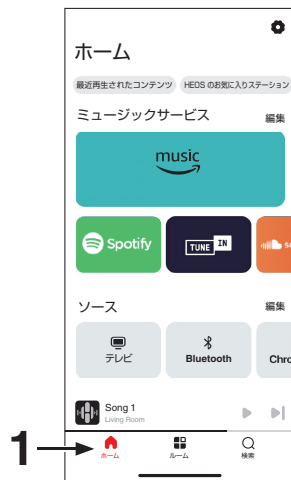 ホーム
最近再生されたコンテンツ HEOS のお気に入りステーション
ミュージックサービス 編集
music
Spotify TUNE IN
ソース 編集
テレビ Bluetooth Chro
Song 1
Living Room
1
ホーム ルーム 検索